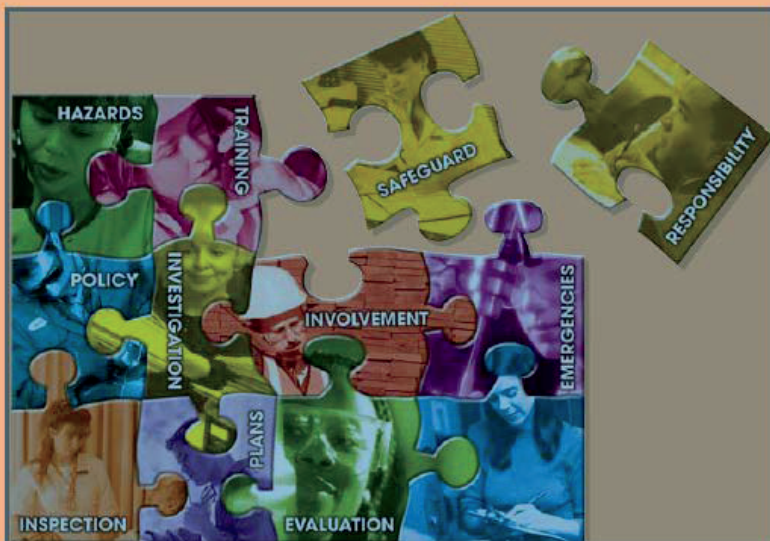 HAZARDS
TRAINING
SAFEGUARD
RESPONSIBILITY
POLICY
INVESTIGATION
INVOLVEMENT
EMERGENCIES
INSPECTION
PLANS
EVALUATION